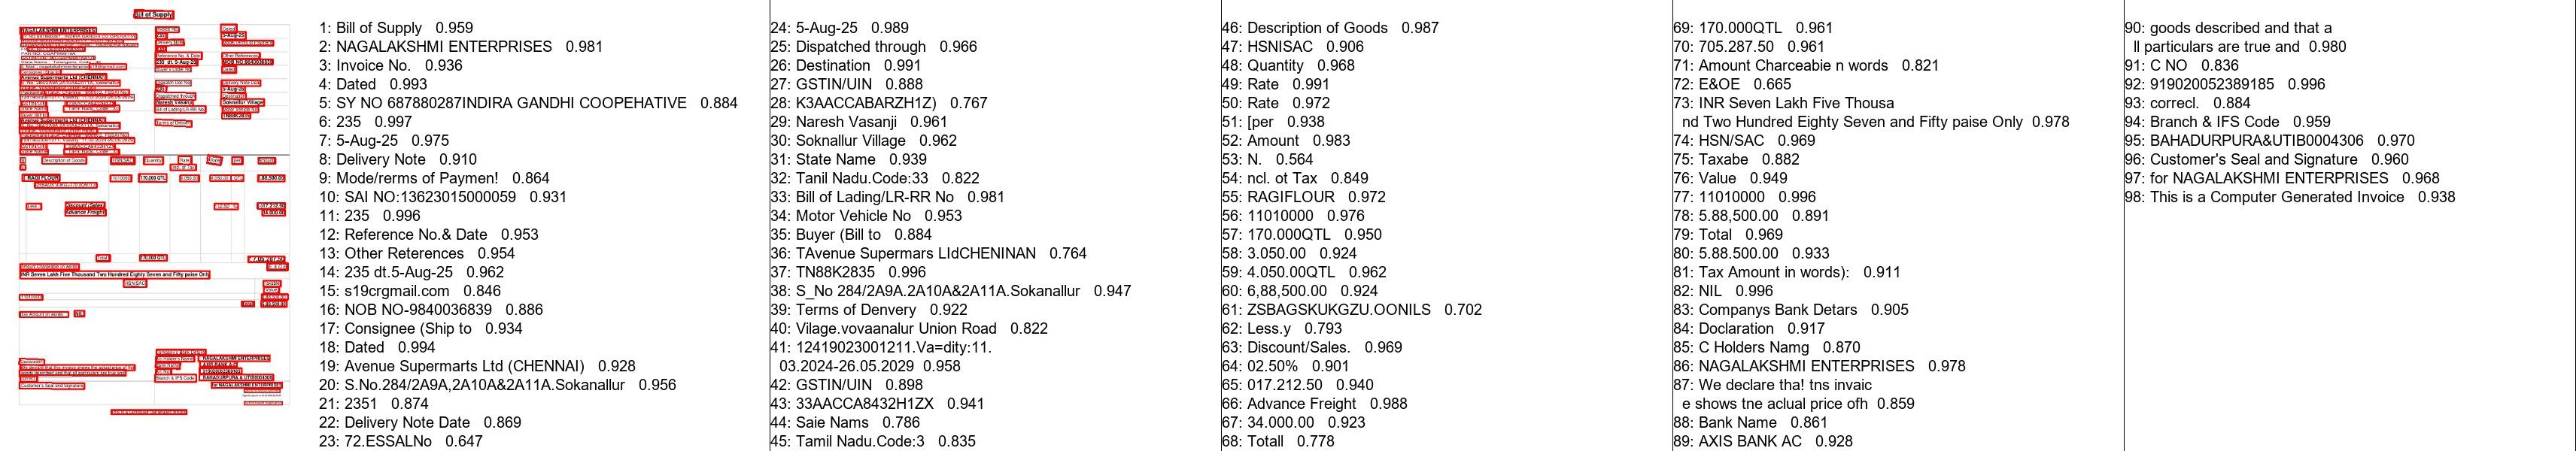 1: Bill of Supply 0.959
2: NAGALAKSHMI ENTERPRISES 0.981
3: Invoice No. 0.936
4: Dated 0.993
5: SY NO 687880287INDIRA GANDHI COOPEHATIVE 0.884
6: 235 0.997
7: 5-Aug-25 0.975
8: Delivery Note 0.910
9: Mode/rerms of Paymen! 0.864
10: SAI NO:13623015000059 0.931
11: 235 0.996
12: Reference No.& Date 0.953
13: Other Reterences 0.954
14: 235 dt.5-Aug-25 0.962
15: s19crgmail.com 0.846
16: NOB NO-9840036839 0.886
17: Consignee (Ship to 0.934
18: Dated 0.994
19: Avenue Supermarts Ltd (CHENNAI) 0.928
20: S.No.284/2A9A,2A10A&2A11A.Sokanallur 0.956
21: 2351 0.874
22: Delivery Note Date 0.869
23: 72.ESSALNo 0.647
24: 5-Aug-25 0.989
25: Dispatched through 0.966
26: Destination 0.991
27: GSTIN/UIN 0.888
28: K3AACCABARZH1Z) 0.767
29: Naresh Vasanji 0.961
30: Soknallur Village 0.962
31: State Name 0.939
32: Tanil Nadu.Code:33 0.822
33: Bill of Lading/LR-RR No 0.981
34: Motor Vehicle No 0.953
35: Buyer (Bill to 0.884
36: TAvenue Supermars LIdCHENINAN 0.764
37: TN88K2835 0.996
38: S_No 284/2A9A.2A10A&2A11A.Sokanallur 0.947
39: Terms of Denvery 0.922
40: Vilage.vovaanalur Union Road 0.822
41: 12419023001211.Va=dity:11.
03.2024-26.05.2029 0.958
42: GSTIN/UIN 0.898
43: 33AACCA8432H1ZX 0.941
44: Saie Nams 0.786
45: Tamil Nadu.Code:3 0.835
46: Description of Goods 0.987
47: HSNISAC 0.906
48: Quantity 0.968
49: Rate 0.991
50: Rate 0.972
51: [per 0.938
52: Amount 0.983
53: N. 0.564
54: ncl. ot Tax 0.849
55: RAGIFLOUR 0.972
56: 11010000 0.976
57: 170.000QTL 0.950
58: 3.050.00 0.924
59: 4.050.00QTL 0.962
60: 6,88,500.00 0.924
61: ZSBAGSKUKGZU.OONILS 0.702
62: Less.y 0.793
63: Discount/Sales. 0.969
64: 02.50% 0.901
65: 017.212.50 0.940
66: Advance Freight 0.988
67: 34.000.00 0.923
68: Totall 0.778
69: 170.000QTL 0.961
70: 705.287.50 0.961
71: Amount Charceabie n words 0.821
72: E&OE 0.665
73: INR Seven Lakh Five Thousa
nd Two Hundred Eighty Seven and Fifty paise Only 0.978
74: HSN/SAC 0.969
75: Taxabe 0.882
76: Value 0.949
77: 11010000 0.996
78: 5.88,500.00 0.891
79: Total 0.969
80: 5.88.500.00 0.933
81: Tax Amount in words): 0.911
82: NIL 0.996
83: Companys Bank Detars 0.905
84: Doclaration 0.917
85: C Holders Namg 0.870
86: NAGALAKSHMI ENTERPRISES 0.978
87: We declare tha! tns invaic
e shows tne aclual price ofh 0.859
88: Bank Name 0.861
89: AXIS BANK AC 0.928
90: goods described and that a
ll particulars are true and 0.980
91: C NO 0.836
92: 919020052389185 0.996
93: correcl. 0.884
94: Branch & IFS Code 0.959
95: BAHADURPURA&UTIB0004306 0.970
96: Customer's Seal and Signature 0.960
97: for NAGALAKSHMI ENTERPRISES 0.968
98: This is a Computer Generated Invoice 0.938